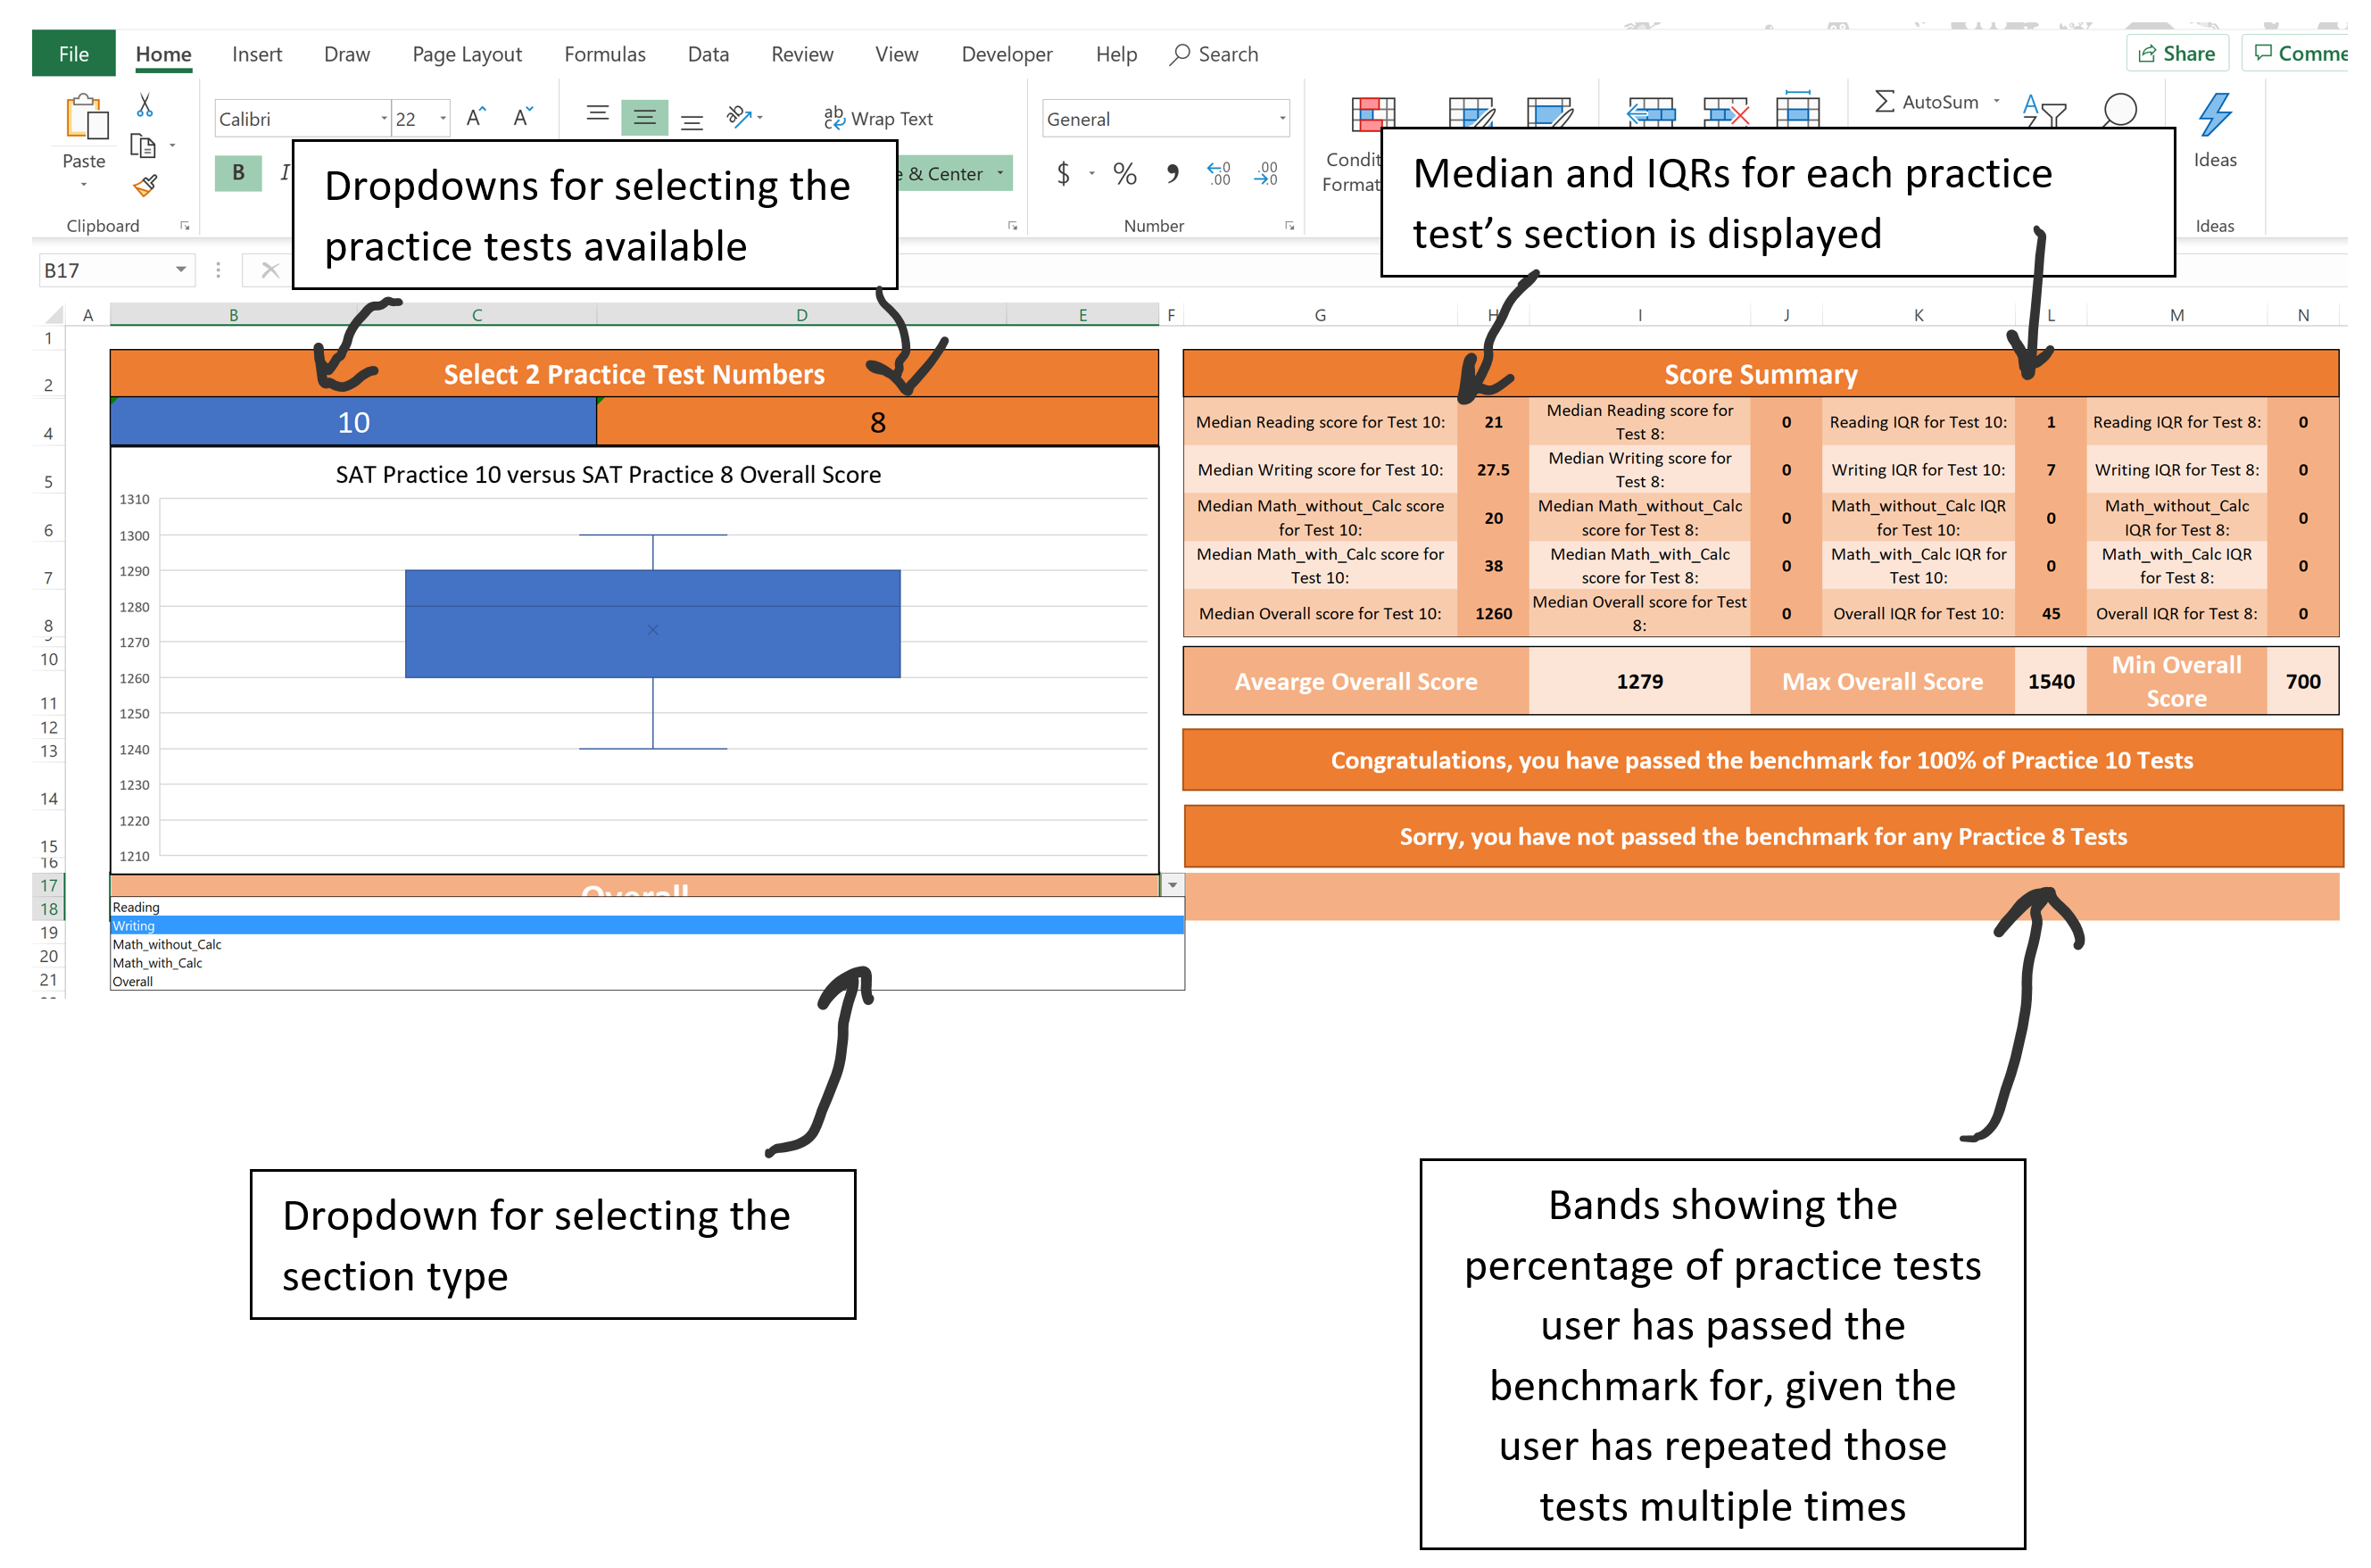 File Home Insert Draw Page Layout Formulas Data Review View Developer Help Search Share Comme
Calibri 22 A A ab Wrap Text General AutoSum
Paste B I e & Center $ % Condit Format Ideas
Clipboard Number Ideas
Dropdowns for selecting the
practice tests available
Median and IQRs for each practice
test’s section is displayed
B17
A B C D E F G H I J K L M N
1
2 Select 2 Practice Test Numbers Score Summary
4 10 8
Median Reading score for Test 10: 21 Median Reading score for Test 8: 0 Reading IQR for Test 10: 1 Reading IQR for Test 8: 0
5 Median Writing score for Test 10: 27.5 Median Writing score for Test 8: 0 Writing IQR for Test 10: 7 Writing IQR for Test 8: 0
6 Median Math_without_Calc score for Test 10: 20 Median Math_without_Calc score for Test 8: 0 Math_without_Calc IQR for Test 10: 0 Math_without_Calc IQR for Test 8: 0
7 Median Math_with_Calc score for Test 10: 38 Median Math_with_Calc score for Test 8: 0 Math_with_Calc IQR for Test 10: 0 Math_with_Calc IQR for Test 8: 0
8 Median Overall score for Test 10: 1260 Median Overall score for Test 8: 0 Overall IQR for Test 10: 45 Overall IQR for Test 8: 0
SAT Practice 10 versus SAT Practice 8 Overall Score
1310
1300
1290
1280
1270
1260
1250
1240
1230
1220
1210
10
11 Avearge Overall Score 1279 Max Overall Score 1540 Min Overall Score 700
12
13
Congratulations, you have passed the benchmark for 100% of Practice 10 Tests
14
15 Sorry, you have not passed the benchmark for any Practice 8 Tests
16
17 Overall
18 Reading
Writing
19 Math_without_Calc
20 Math_with_Calc
21 Overall
Dropdown for selecting the
section type
Bands showing the
percentage of practice tests
user has passed the
benchmark for, given the
user has repeated those
tests multiple times